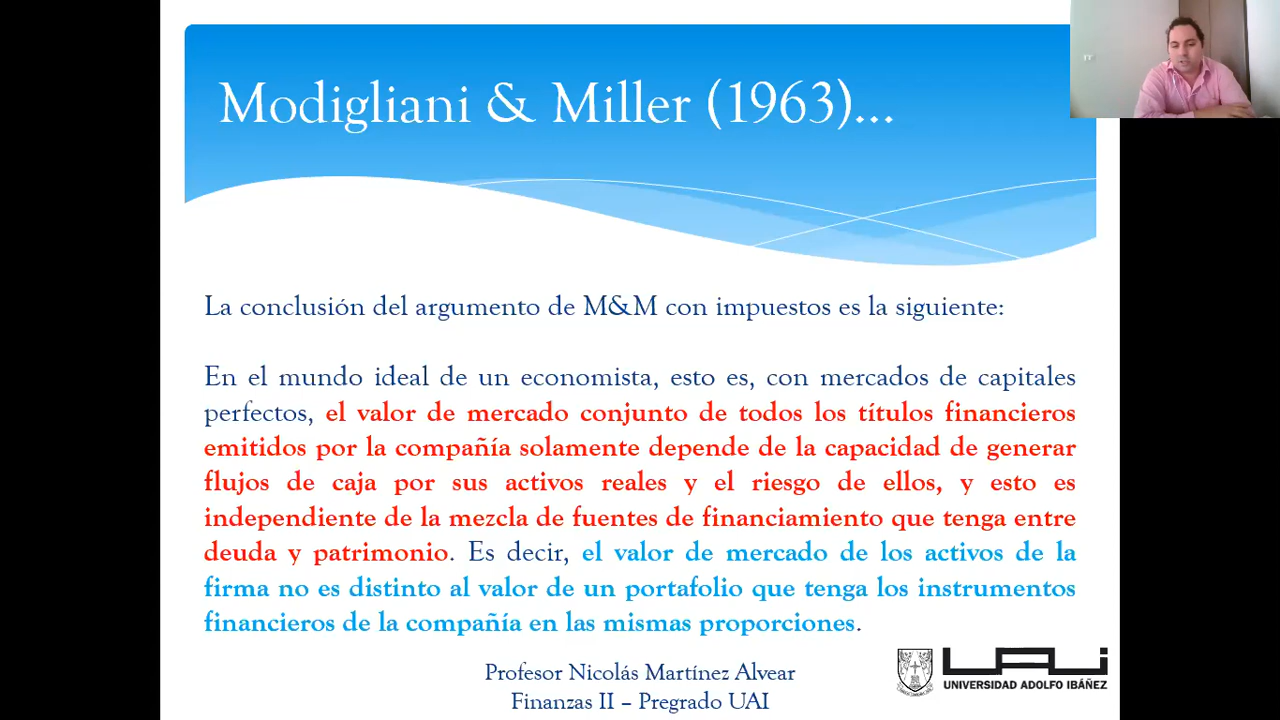 Modigliani & Miller (1963)...
La conclusión del argumento de M&M con impuestos es la siguiente:
En el mundo ideal de un economista, esto es, con mercados de capitales
perfectos, el valor de mercado conjunto de todos los títulos financieros
emitidos por la compañía solamente depende de la capacidad de generar
flujos de caja por sus activos reales y el riesgo de ellos, y esto es
independiente de la mezcla de fuentes de financiamiento que tenga entre
deuda y patrimonio. Es decir, el valor de mercado de los activos de la
firma no es distinto al valor de un portafolio que tenga los instrumentos
financieros de la compañía en las mismas proporciones.
Profesor Nicolás Martínez Alvear
Finanzas II – Pregrado UAI
UAI
UNIVERSIDAD ADOLFO IBÁÑEZ